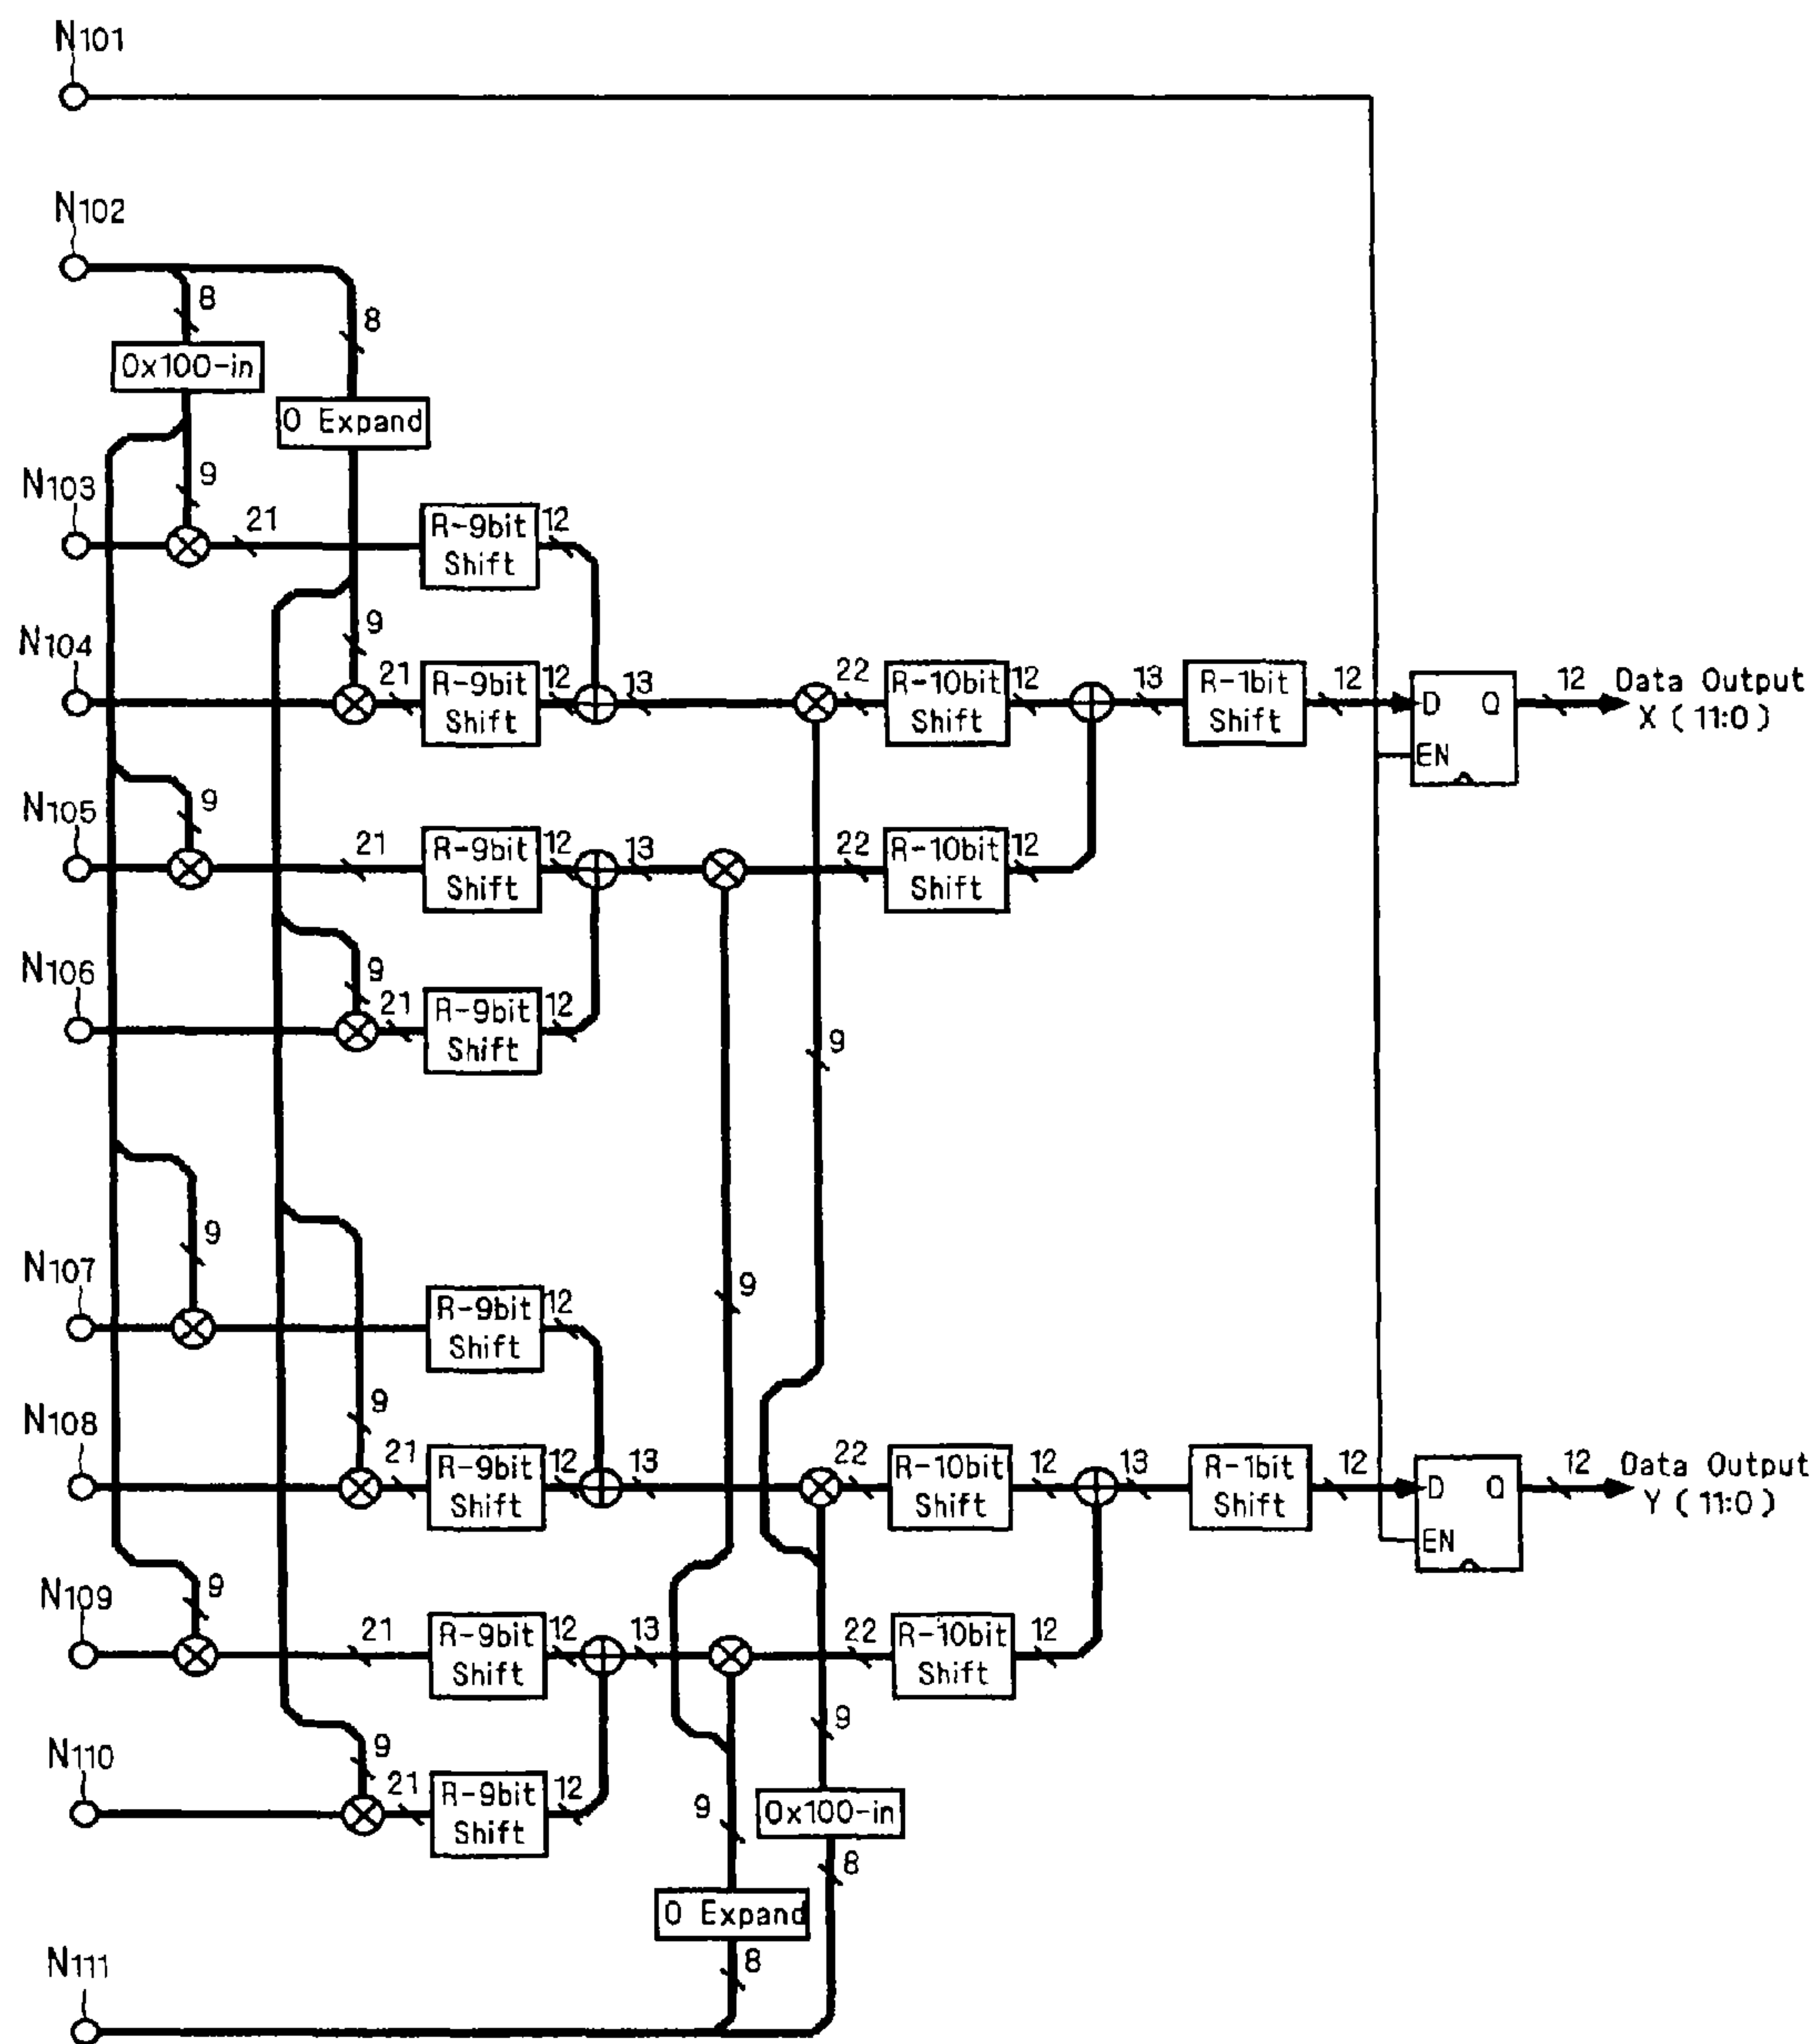 N101
N102
8
8
0x100-in
0 Expand
9
N103
21
R-9bit
Shift
12
9
N104
21
R-9bit
Shift
12
13
22
R-10bit
Shift
12
13
R-1bit
Shift
12
D
Q
EN
12
Data Output
X ( 11:0 )
9
N105
21
R-9bit
Shift
12
13
22
R-10bit
Shift
12
N106
9
21
R-9bit
Shift
12
9
9
9
N107
R-9bit
Shift
12
9
N108
21
R-9bit
Shift
12
13
22
R-10bit
Shift
12
13
R-1bit
Shift
12
D
Q
EN
12
Data Output
Y ( 11:0 )
N109
9
21
R-9bit
Shift
12
13
22
R-10bit
Shift
12
9
N110
9
21
R-9bit
Shift
12
9
0x100-in
8
0 Expand
8
N111